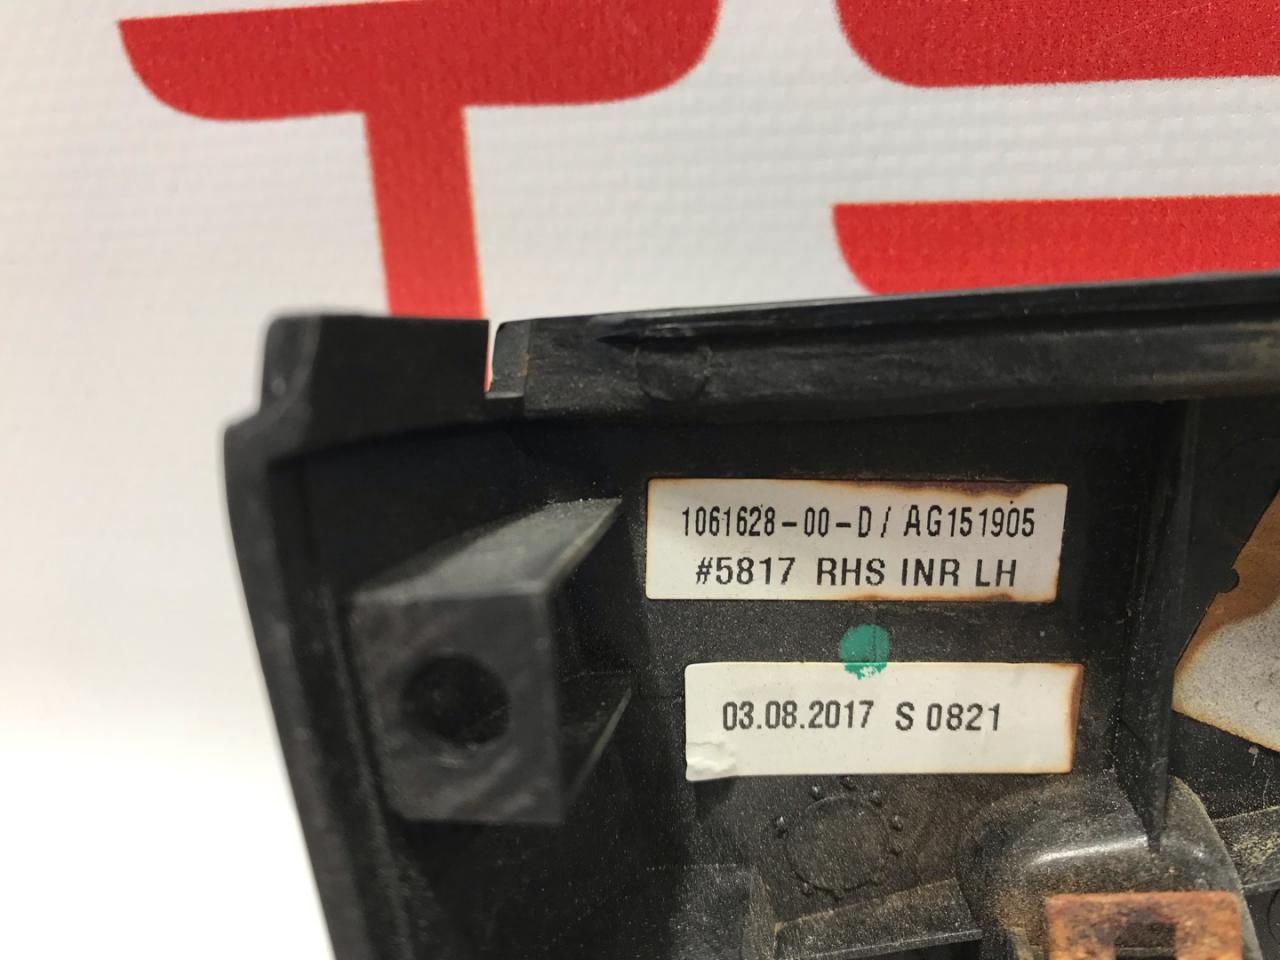 1061628-00-D/ AG151905
#5817 RHS INR LH
03.08.2017 S 0821